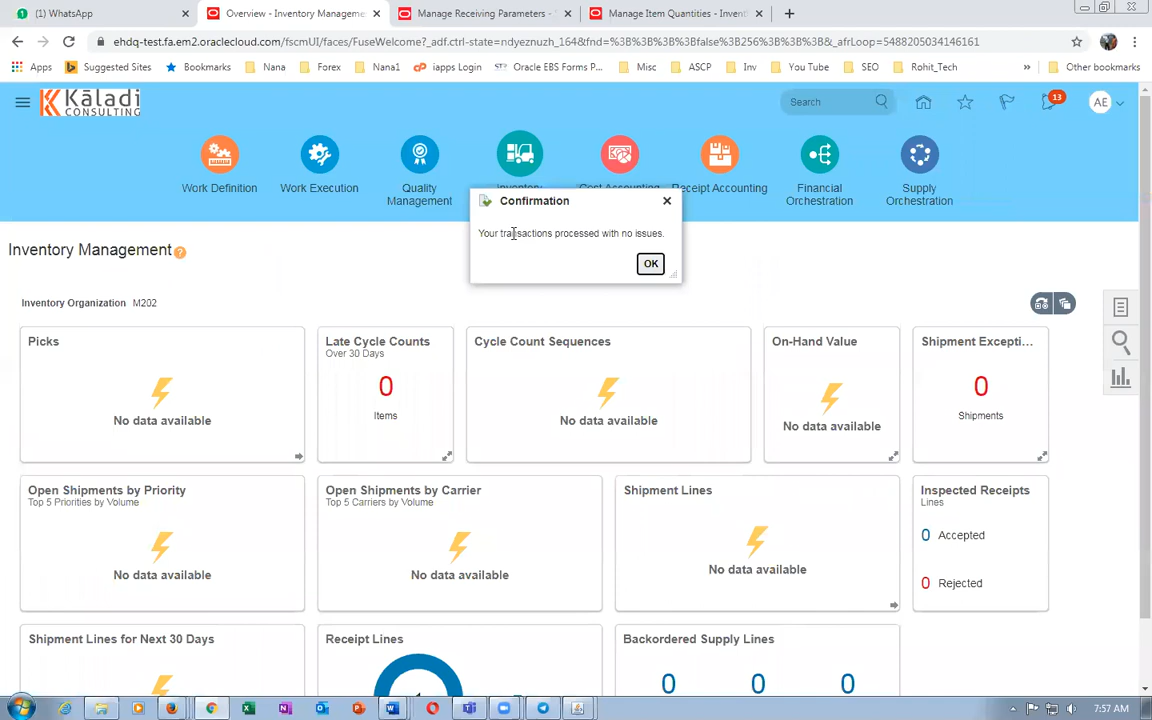 (1) WhatsApp
Overview - Inventory Manageme
Manage Receiving Parameters -
Manage Item Quantities - Invent
ehdq-test.fa.em2.oraclecloud.com/fscmUI/faces/FuseWelcome?_adf.ctrl-state=ndyeznuzh_164&fnd=%3B%3B%3B%3Bfalse%3B256%3B%3B%3B&_afrLoop=5488205034146161
Apps
Suggested Sites
Bookmarks
Nana
Forex
Nana1
iapps Login
Oracle EBS Forms P...
Misc
ASCP
Inv
You Tube
SEO
Rohit_Tech
»
Other bookmarks
Kāladi
CONSULTING
Search
13
AE
Work Definition
Work Execution
Quality
Management
Inventory
Cost Accounting
Receipt Accounting
Financial
Orchestration
Supply
Orchestration
Confirmation
Your transactions processed with no issues.
OK
Inventory Management
Inventory Organization M202
Picks
No data available
Late Cycle Counts
Over 30 Days
0
Items
Cycle Count Sequences
No data available
On-Hand Value
No data available
Shipment Excepti...
0
Shipments
Open Shipments by Priority
Top 5 Priorities by Volume
No data available
Open Shipments by Carrier
Top 5 Carriers by Volume
No data available
Shipment Lines
No data available
Inspected Receipts
Lines
0 Accepted
0 Rejected
Shipment Lines for Next 30 Days
Receipt Lines
Backordered Supply Lines
0 0 0
7:57 AM